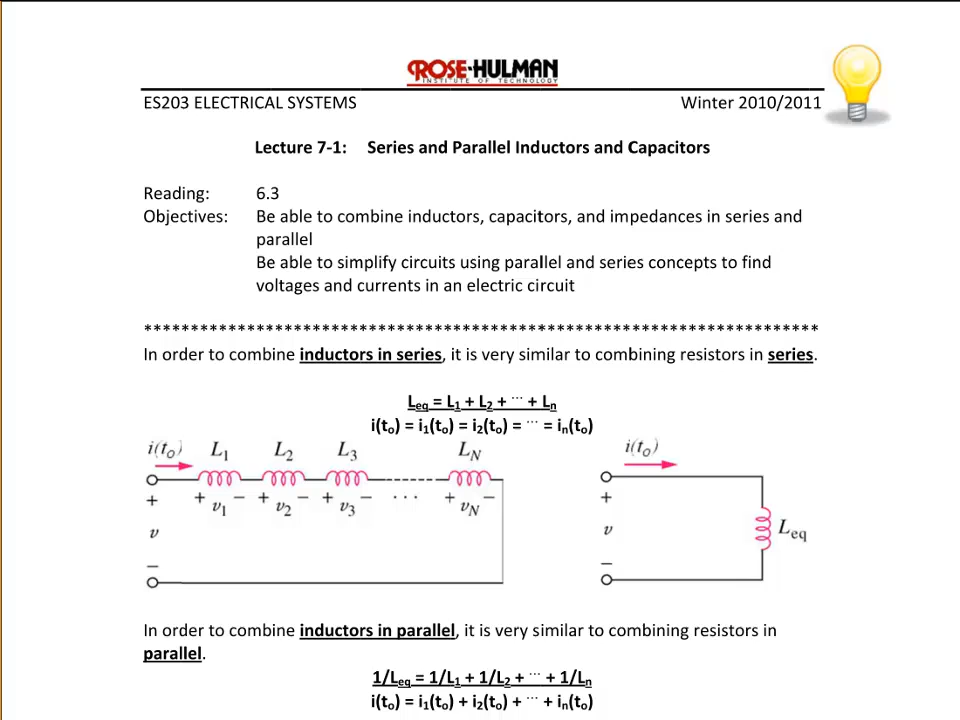 ROSE-HULMAN
INSTITUTE OF TECHNOLOGY
ES203 ELECTRICAL SYSTEMS Winter 2010/2011
Lecture 7-1: Series and Parallel Inductors and Capacitors
Reading: 6.3
Objectives: Be able to combine inductors, capacitors, and impedances in series and
parallel
Be able to simplify circuits using parallel and series concepts to find
voltages and currents in an electric circuit
*************************************************************************
In order to combine inductors in series, it is very similar to combining resistors in series.
Leq = L1 + L2 + ... + Ln
i(to) = i1(to) = i2(to) = ... = in(to)
i(to) L1 L2 L3 LN
+ + v1 − + v2 − + v3 − ... + vN −
v
−
i(to)
+
v Leq
−
In order to combine inductors in parallel, it is very similar to combining resistors in
parallel.
1/Leq = 1/L1 + 1/L2 + ... + 1/Ln
i(to) = i1(to) + i2(to) + ... + in(to)